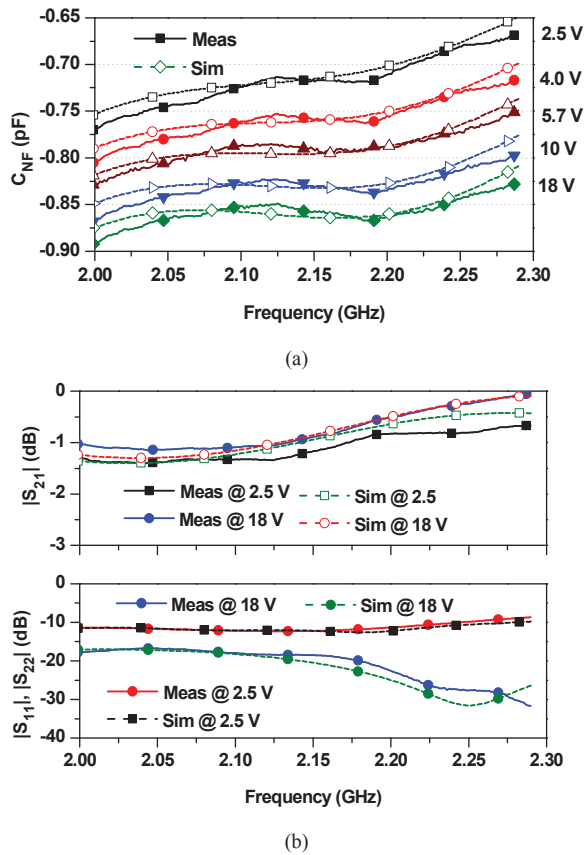 -0.65
-0.70
-0.75
-0.80
-0.85
-0.90
C_NF (pF)
Meas
Sim
2.5 V
4.0 V
5.7 V
10 V
18 V
2.00 2.05 2.10 2.15 2.20 2.25 2.30
Frequency (GHz)
(a)
0
-1
-2
-3
|S_21| (dB)
Meas @ 2.5 V
Sim @ 2.5
Meas @ 18 V
Sim @ 18 V
0
-10
-20
-30
-40
|S_11|, |S_22| (dB)
Meas @ 18 V
Sim @ 18 V
Meas @ 2.5 V
Sim @ 2.5 V
2.00 2.05 2.10 2.15 2.20 2.25 2.30
Frequency (GHz)
(b)